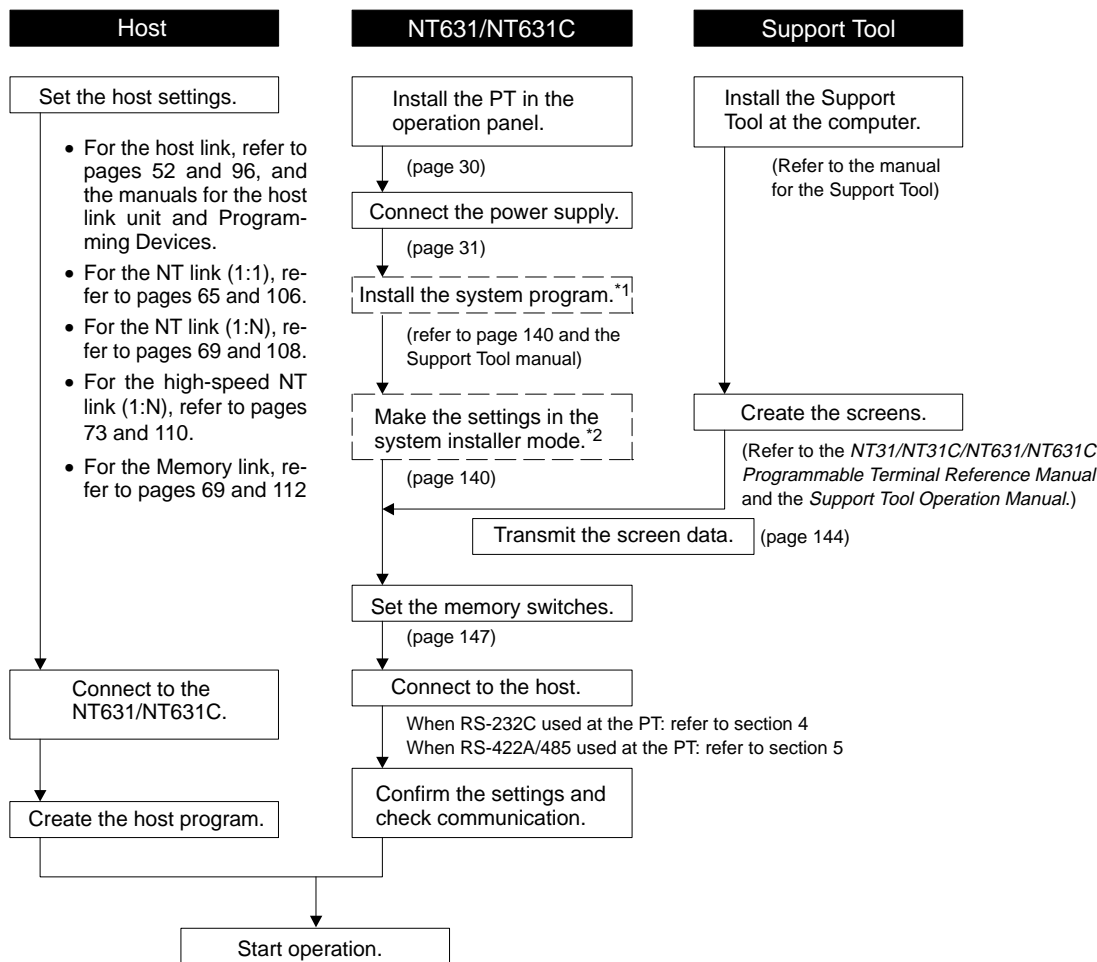 Host
NT631/NT631C
Support Tool
Set the host settings.
• For the host link, refer to
pages 52 and 96, and
the manuals for the host
link unit and Program-
ming Devices.
• For the NT link (1:1), re-
fer to pages 65 and 106.
• For the NT link (1:N), re-
fer to pages 69 and 108.
• For the high-speed NT
link (1:N), refer to pages
73 and 110.
• For the Memory link, re-
fer to pages 69 and 112
Connect to the
NT631/NT631C.
Create the host program.
Install the PT in the
operation panel.
(page 30)
Connect the power supply.
(page 31)
Install the system program.*1
(refer to page 140 and the
Support Tool manual)
Make the settings in the
system installer mode.*2
(page 140)
Install the Support
Tool at the computer.
(Refer to the manual
for the Support Tool)
Create the screens.
(Refer to the NT31/NT31C/NT631/NT631C
Programmable Terminal Reference Manual
and the Support Tool Operation Manual.)
Transmit the screen data. (page 144)
Set the memory switches.
(page 147)
Connect to the host.
When RS-232C used at the PT: refer to section 4
When RS-422A/485 used at the PT: refer to section 5
Confirm the settings and
check communication.
Start operation.